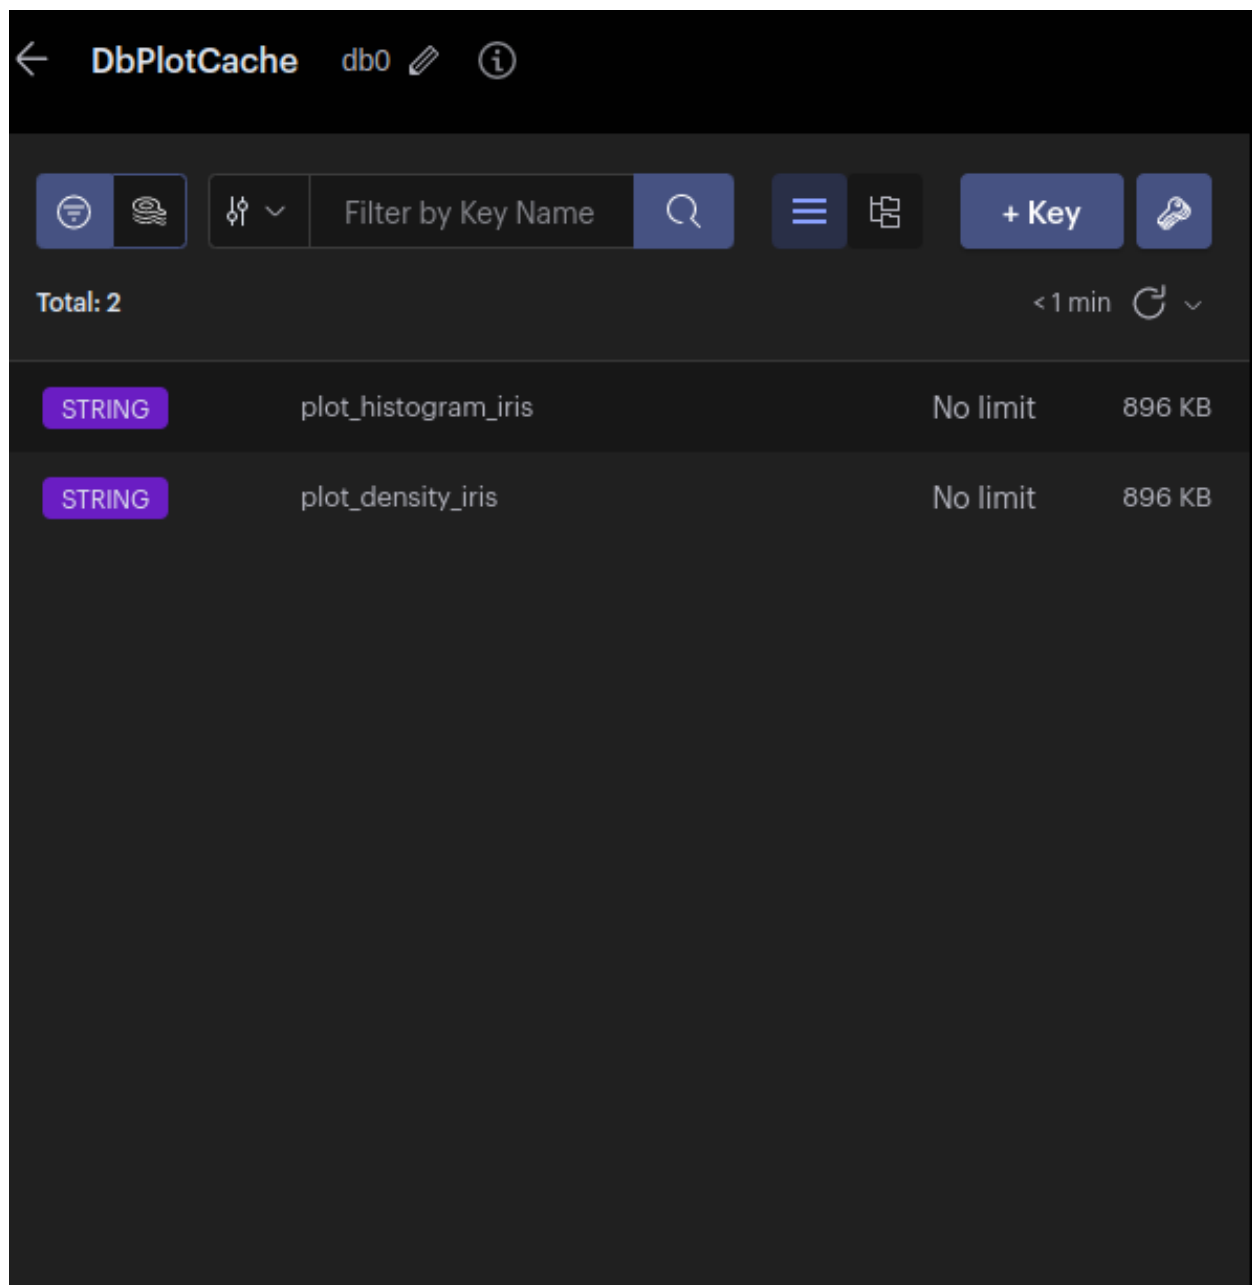 DbPlotCache db0
Filter by Key Name + Key
Total: 2 < 1 min
STRING plot_histogram_iris No limit 896 KB
STRING plot_density_iris No limit 896 KB